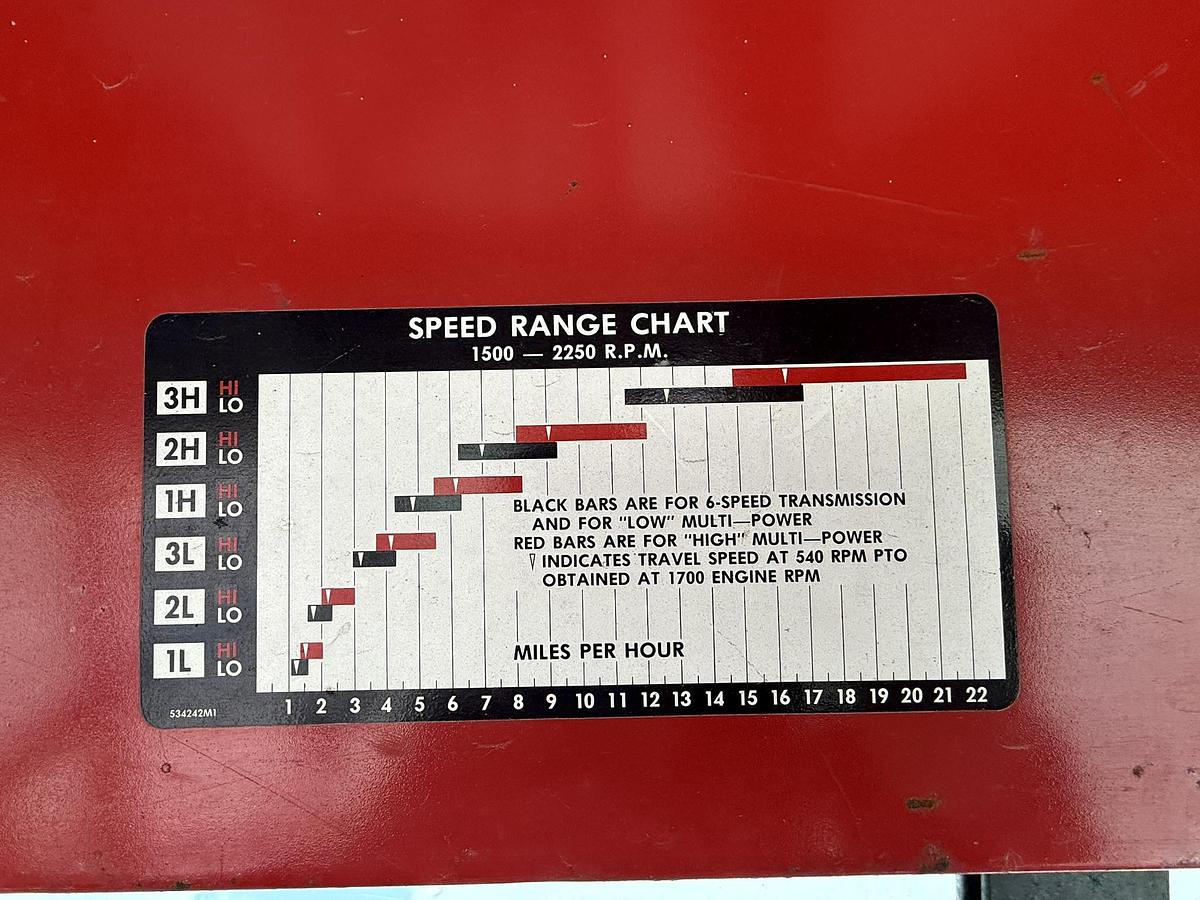 SPEED RANGE CHART
1500 — 2250 R.P.M.
3H HI
LO
2H HI
LO
1H HI
LO
BLACK BARS ARE FOR 6-SPEED TRANSMISSION
AND FOR "LOW" MULTI—POWER
RED BARS ARE FOR "HIGH" MULTI—POWER
3L HI
LO
INDICATES TRAVEL SPEED AT 540 RPM PTO
OBTAINED AT 1700 ENGINE RPM
2L HI
LO
1L HI
LO
MILES PER HOUR
1 2 3 4 5 6 7 8 9 10 11 12 13 14 15 16 17 18 19 20 21 22
534242M1